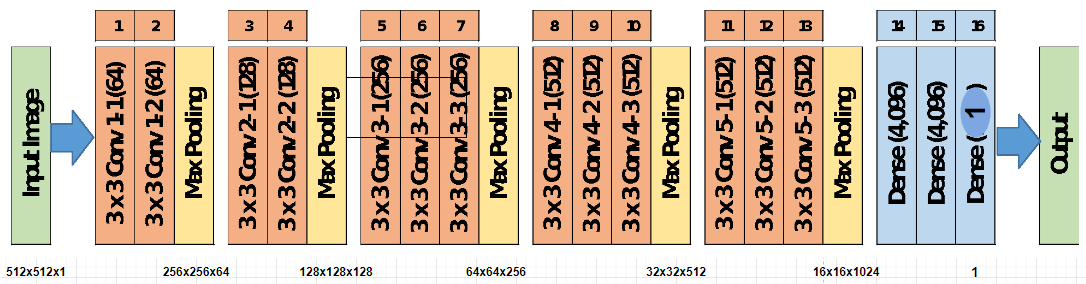 1 2 3 4 5 6 7 8 9 10 11 12 13 14 15 16
Input Image
3 x 3 Conv 1-1 (64)
3 x 3 Conv 1-2 (64)
Max Pooling
3 x 3 Conv 2-1 (128)
3 x 3 Conv 2-2 (128)
Max Pooling
3 x 3 Conv 3-1 (256)
3 x 3 Conv 3-2 (256)
3 x 3 Conv 3-3 (256)
Max Pooling
3 x 3 Conv 4-1 (512)
3 x 3 Conv 4-2 (512)
3 x 3 Conv 4-3 (512)
Max Pooling
3 x 3 Conv 5-1 (512)
3 x 3 Conv 5-2 (512)
3 x 3 Conv 5-3 (512)
Max Pooling
Dense (4,096)
Dense (4,096)
Dense ( 1 )
Output
512x512x1 256x256x64 128x128x128 64x64x256 32x32x512 16x16x1024 1